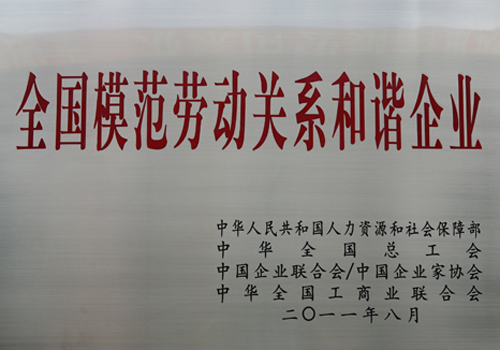 全国模范劳动关系和谐企业
中华人民共和国人力资源和社会保障部
中华全国总工会
中国企业联合会/中国企业家协会
中华全国工商业联合会
二〇一一年八月